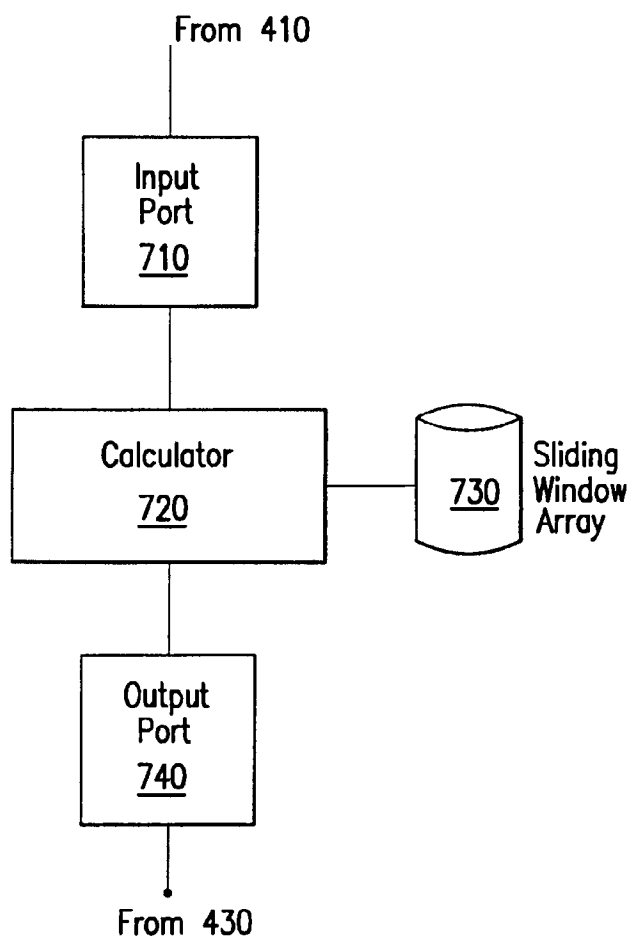 From 410
Input
Port
710
Calculator
720
730
Sliding
Window
Array
Output
Port
740
From 430